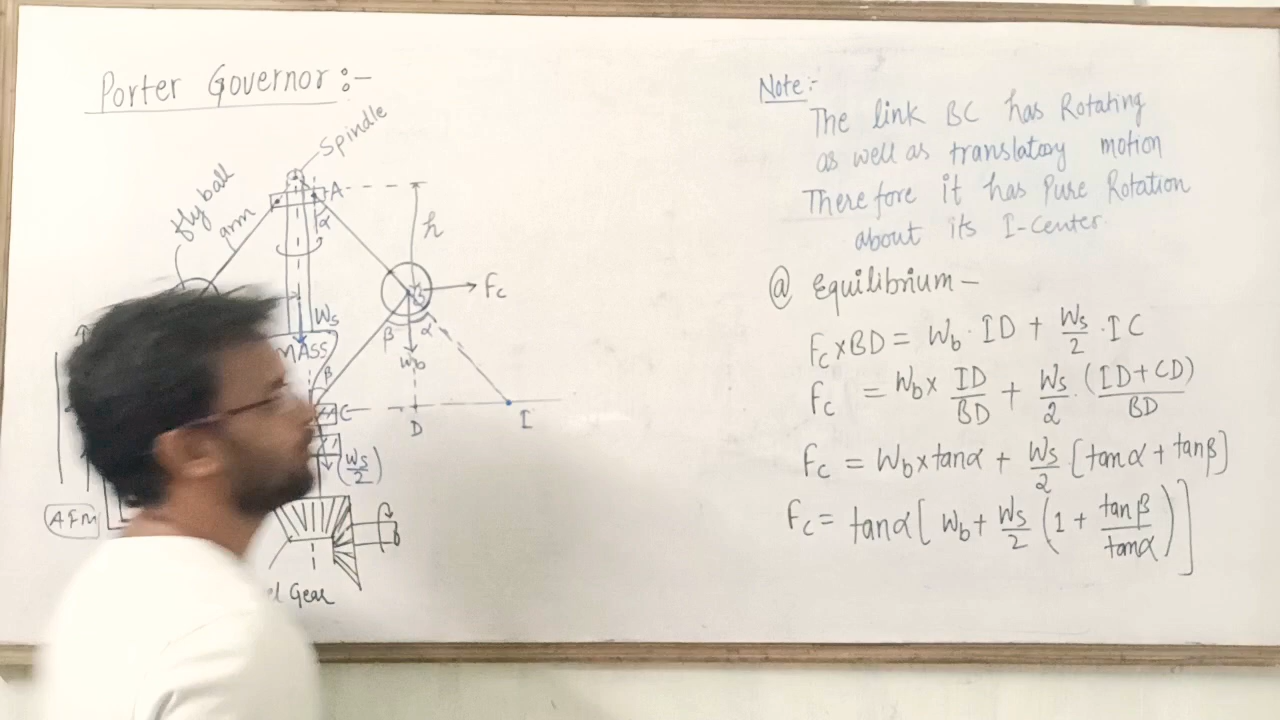 Porter Governor:-
Spindle
fly ball
arm
A
α
h
B
Fc
Ws
MASS
β
α
Wb
β
C
D
I
(Ws/2)
AFM
Gear
Note:-
The link BC has Rotating
as well as translatory motion
Therefore it has Pure Rotation
about its I-Center.
@ Equilibrium -
Fc×BD = Wb·ID + Ws/2·IC
Fc = Wb× ID/BD + Ws/2·(ID+CD)/BD
Fc = Wb×tanα + Ws/2 [tanα + tanβ]
Fc = tanα[Wb + Ws/2 (1 + tanβ/tanα)]